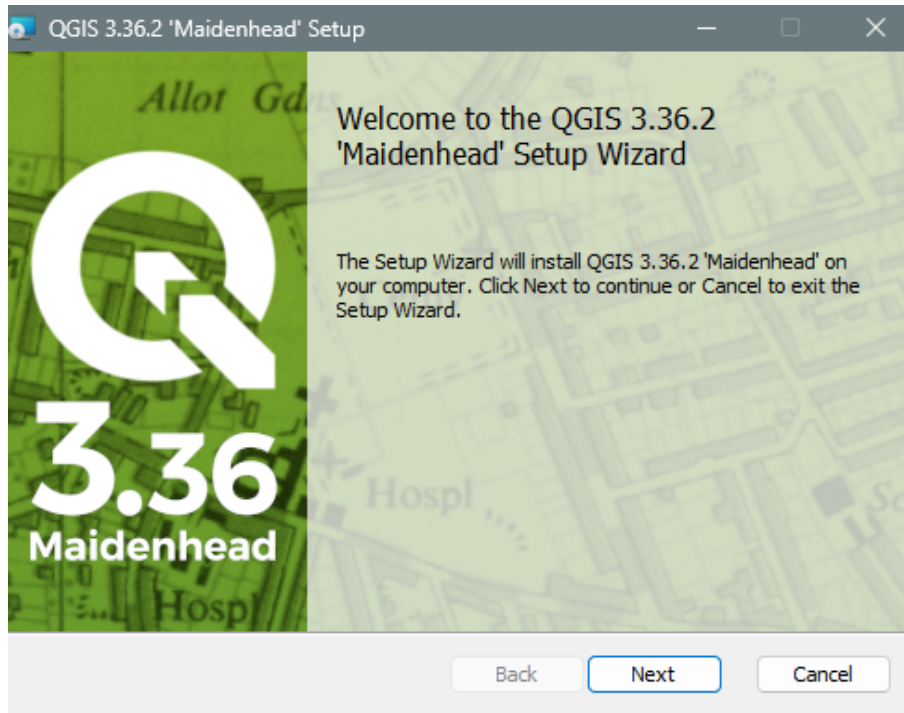 QGIS 3.36.2 'Maidenhead' Setup
Allot Gdns
Welcome to the QGIS 3.36.2
'Maidenhead' Setup Wizard
The Setup Wizard will install QGIS 3.36.2 'Maidenhead' on
your computer. Click Next to continue or Cancel to exit the
Setup Wizard.
3.36
Maidenhead
Hospl
Hospl
Back
Next
Cancel